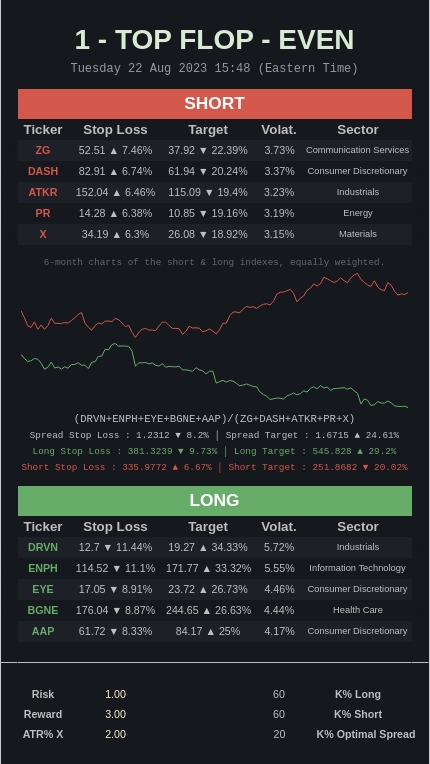 1 - TOP FLOP - EVEN
Tuesday 22 Aug 2023 15:48 (Eastern Time)
SHORT
Ticker Stop Loss Target Volat. Sector
ZG 52.51 ▲ 7.46% 37.92 ▼ 22.39% 3.73% Communication Services
DASH 82.91 ▲ 6.74% 61.94 ▼ 20.24% 3.37% Consumer Discretionary
ATKR 152.04 ▲ 6.46% 115.09 ▼ 19.4% 3.23% Industrials
PR 14.28 ▲ 6.38% 10.85 ▼ 19.16% 3.19% Energy
X 34.19 ▲ 6.3% 26.08 ▼ 18.92% 3.15% Materials
6-month charts of the short & long indexes, equally weighted.
(DRVN+ENPH+EYE+BGNE+AAP)/(ZG+DASH+ATKR+PR+X)
Spread Stop Loss : 1.2312 ▼ 8.2% | Spread Target : 1.6715 ▲ 24.61%
Long Stop Loss : 381.3239 ▼ 9.73% | Long Target : 545.828 ▲ 29.2%
Short Stop Loss : 335.9772 ▲ 6.67% | Short Target : 251.8682 ▼ 20.02%
LONG
Ticker Stop Loss Target Volat. Sector
DRVN 12.7 ▼ 11.44% 19.27 ▲ 34.33% 5.72% Industrials
ENPH 114.52 ▼ 11.1% 171.77 ▲ 33.32% 5.55% Information Technology
EYE 17.05 ▼ 8.91% 23.72 ▲ 26.73% 4.46% Consumer Discretionary
BGNE 176.04 ▼ 8.87% 244.65 ▲ 26.63% 4.44% Health Care
AAP 61.72 ▼ 8.33% 84.17 ▲ 25% 4.17% Consumer Discretionary
Risk 1.00 60 K% Long
Reward 3.00 60 K% Short
ATR% X 2.00 20 K% Optimal Spread